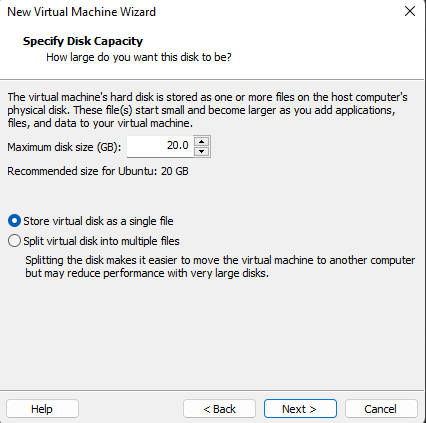 New Virtual Machine Wizard
Specify Disk Capacity
How large do you want this disk to be?
The virtual machine's hard disk is stored as one or more files on the host computer's
physical disk. These file(s) start small and become larger as you add applications,
files, and data to your virtual machine.
Maximum disk size (GB): 20.0
Recommended size for Ubuntu: 20 GB
Store virtual disk as a single file
Split virtual disk into multiple files
Splitting the disk makes it easier to move the virtual machine to another computer
but may reduce performance with very large disks.
Help < Back Next > Cancel